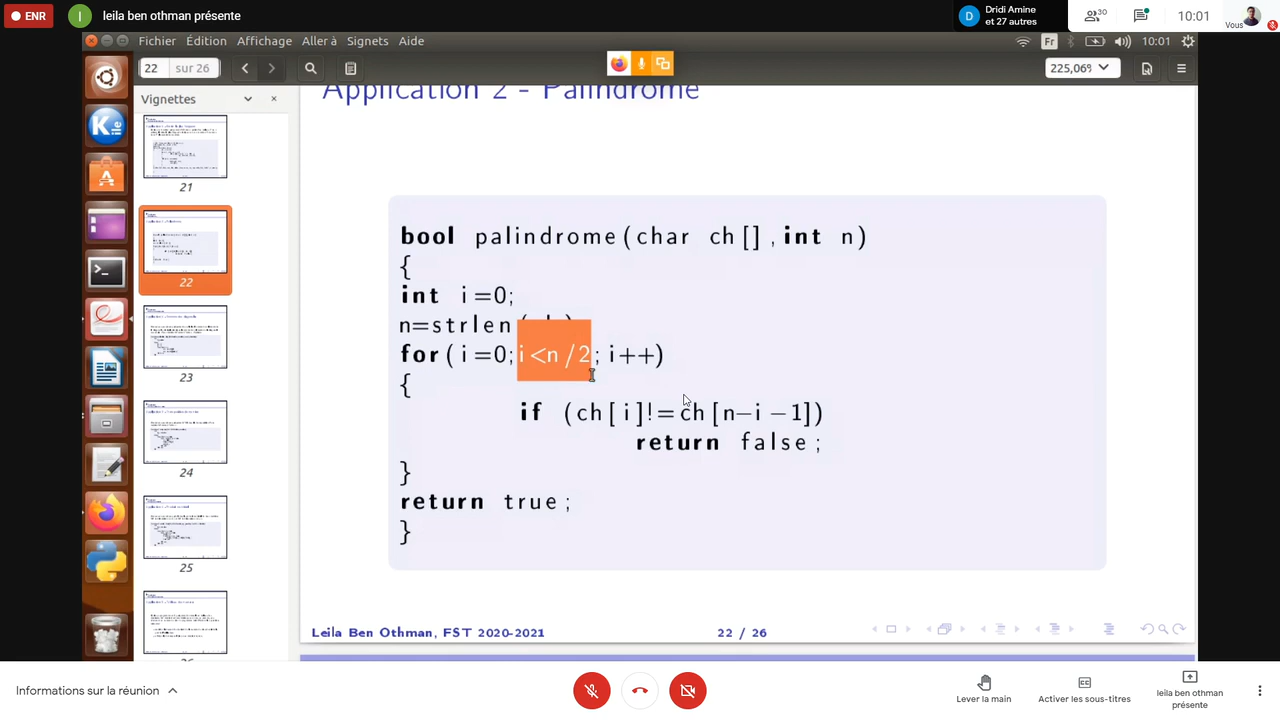 ENR
I
leila ben othman présente
D
Dridi Amine
et 27 autres
30
10:01
Vous
Fichier Édition Affichage Aller à Signets Aide
Fr
10:01
22 sur 26
225,06%
Vignettes
21
22
23
24
25
Application 2 - Palindrome
bool palindrome(char ch[],int n)
{
int i=0;
n=strlen(ch)
for(i=0;i<n/2;i++)
{
if (ch[i]!=ch[n-i-1])
return false;
}
return true;
}
Leila Ben Othman, FST 2020-2021
22 / 26
Informations sur la réunion
Lever la main
Activer les sous-titres
leila ben othman
présente